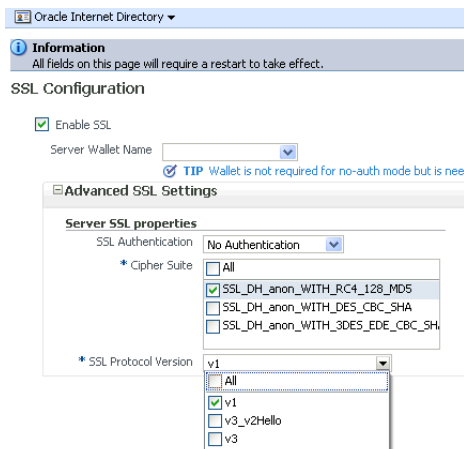 Oracle Internet Directory
Information
All fields on this page will require a restart to take effect.
SSL Configuration
Enable SSL
Server Wallet Name
TIP Wallet is not required for no-auth mode but is nee
Advanced SSL Settings
Server SSL properties
SSL Authentication No Authentication
* Cipher Suite All
SSL_DH_anon_WITH_RC4_128_MD5
SSL_DH_anon_WITH_DES_CBC_SHA
SSL_DH_anon_WITH_3DES_EDE_CBC_SH
* SSL Protocol Version v1
All
v1
v3_v2Hello
v3